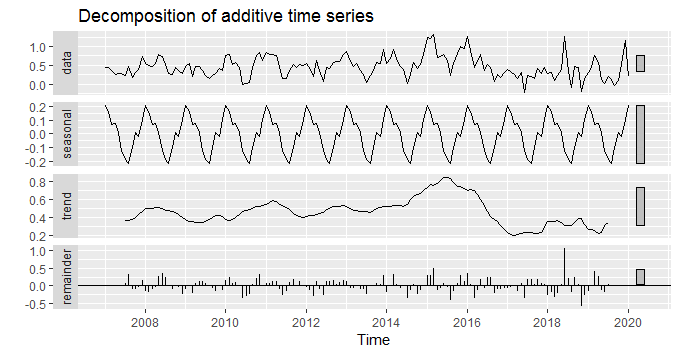 Decomposition of additive time series
data
1.0
0.5
0.0
seasonal
0.2
0.1
0.0
-0.1
-0.2
trend
0.8
0.6
0.4
0.2
remainder
1.0
0.5
0.0
-0.5
2008 2010 2012 2014 2016 2018 2020
Time